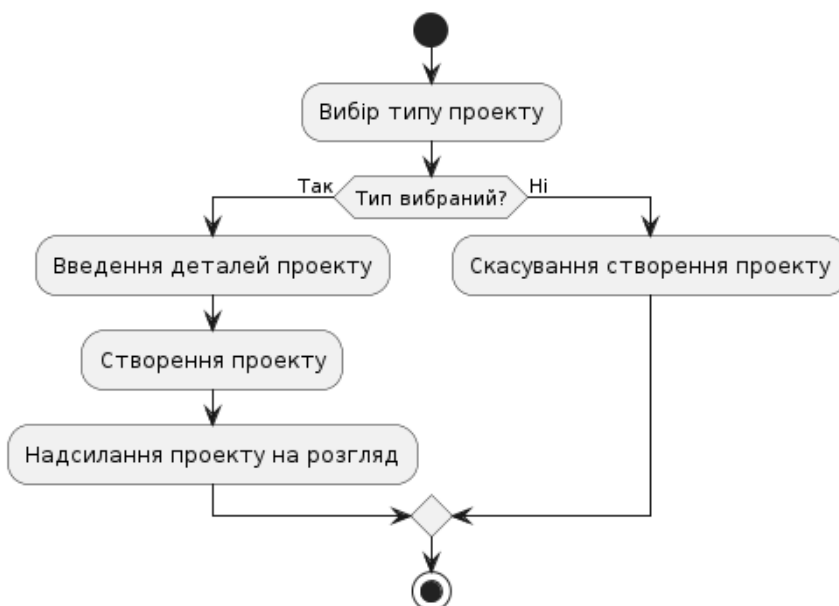 Вибір типу проекту
Так
Тип вибраний?
Ні
Введення деталей проекту
Скасування створення проекту
Створення проекту
Надсилання проекту на розгляд